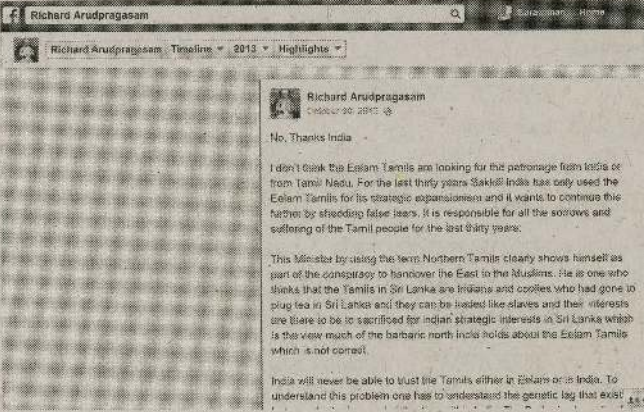 f Richard Arudpragasam Home
Richard Arudpragasam Timeline 2013 Highlights
Richard Arudpragasam
October 2013
No, Thanks India
I don't think the Eelam Tamils are looking for the patronage from India or
from Tamil Nadu. For the last thirty years India has only used the
Eelam Tamils for its strategic expansionism and it wants to continue this
further by shedding false tears. It is responsible for all the sorrows and
suffering of the Tamil people for the last thirty years.
This Minister by using the term Northern Tamils clearly shows himself as
part of the conspiracy to handover the East to the Muslims. He is one who
thinks that the Tamils in Sri Lanka are Indians and coolies who had gone to
plug tea in Sri Lanka and they can be treated like slaves and their interests
are there to be to sacrificed for Indian strategic interests in Sri Lanka which
is the view much of the barbaric north India holds about the Eelam Tamils
which is not correct.
India will never be able to trust the Tamils either in Eelam or in India. To
understand this problem one has to understand the genetic lag that exist